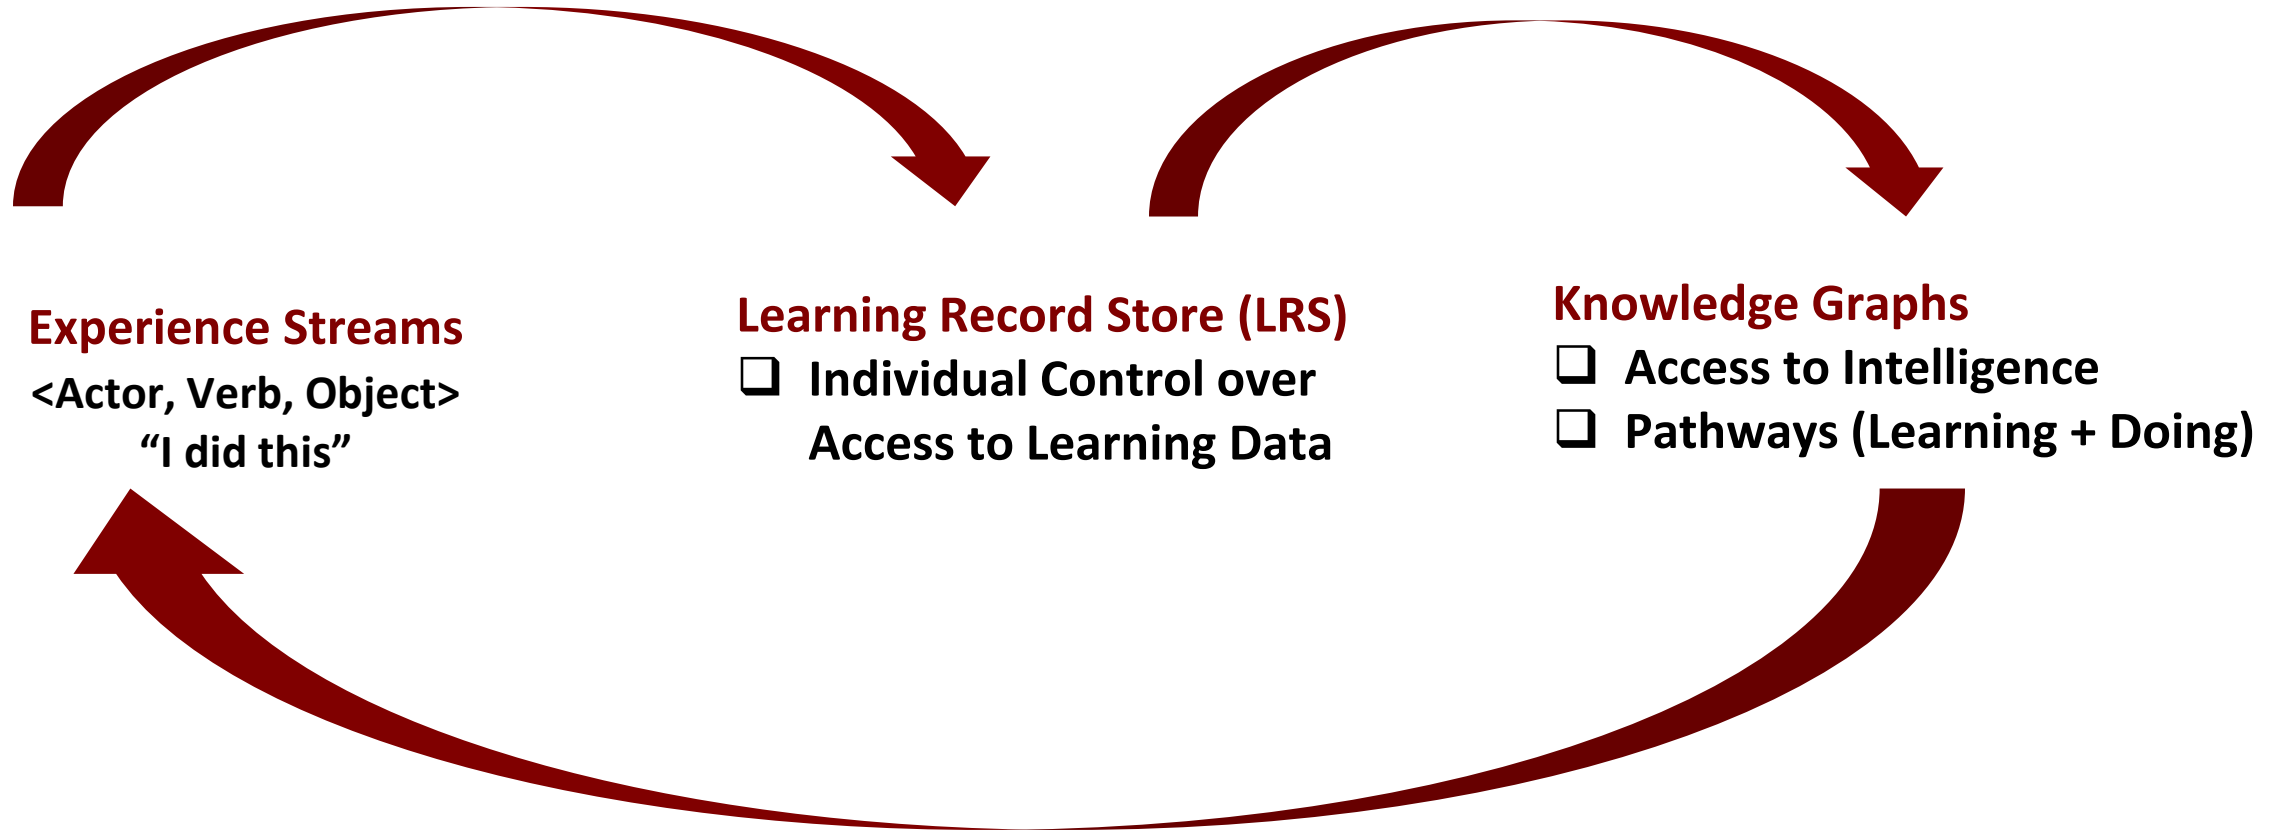 Experience Streams
<Actor, Verb, Object>
“I did this”
Learning Record Store (LRS)
❑ Individual Control over
Access to Learning Data
Knowledge Graphs
❑ Access to Intelligence
❑ Pathways (Learning + Doing)